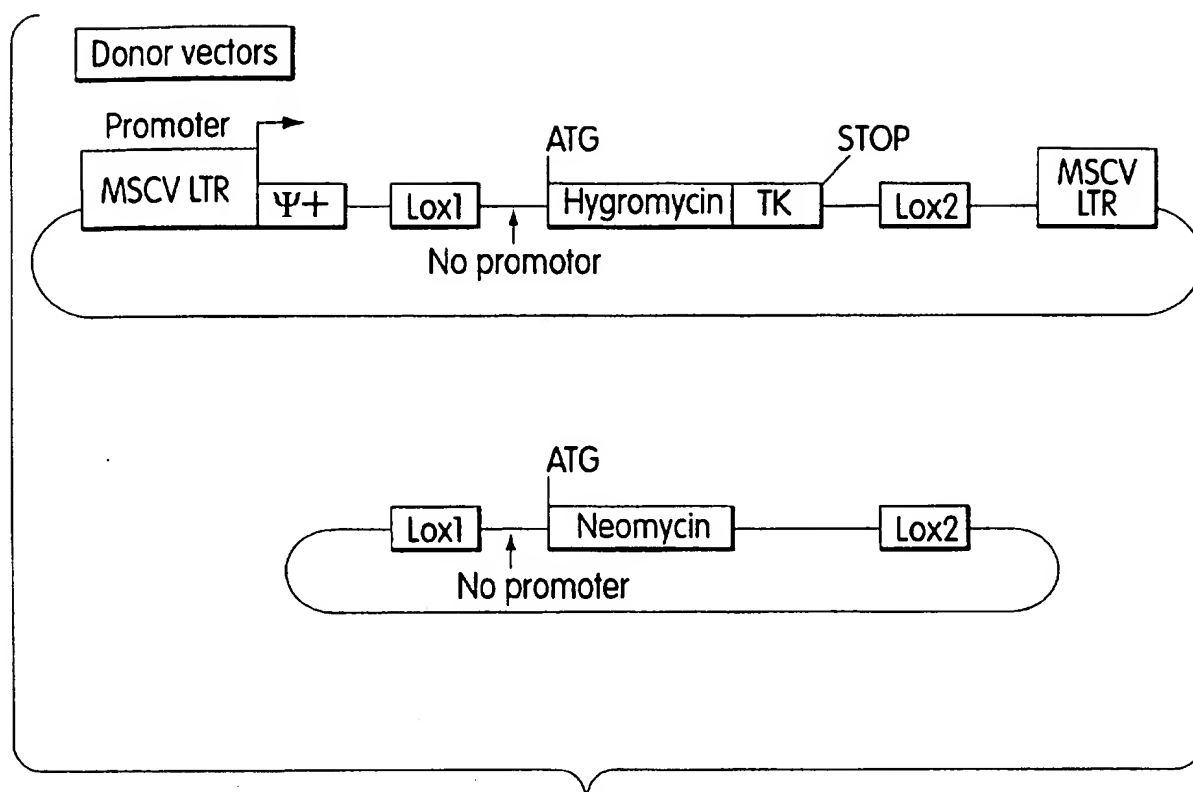 Donor vectors
Promoter
ATG
STOP
MSCV LTR
Ψ+
Lox1
Hygromycin
TK
Lox2
MSCV
LTR
No promotor
ATG
Lox1
Neomycin
Lox2
No promoter